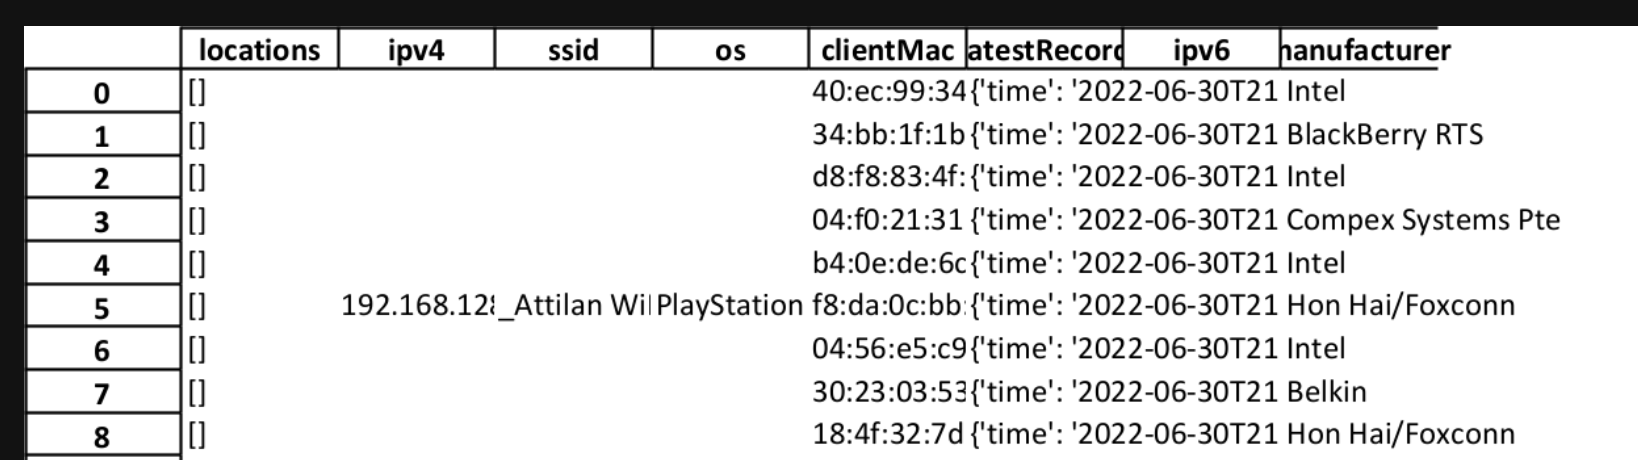 locations ipv4 ssid os clientMac atestRecord ipv6 manufacturer
0 [] 40:ec:99:34 {'time': '2022-06-30T21 Intel
1 [] 34:bb:1f:1b {'time': '2022-06-30T21 BlackBerry RTS
2 [] d8:f8:83:4f: {'time': '2022-06-30T21 Intel
3 [] 04:f0:21:31 {'time': '2022-06-30T21 Compex Systems Pte
4 [] b4:0e:de:6c {'time': '2022-06-30T21 Intel
5 [] 192.168.128 _Attilan Wi PlayStation f8:da:0c:bb: {'time': '2022-06-30T21 Hon Hai/Foxconn
6 [] 04:56:e5:c9 {'time': '2022-06-30T21 Intel
7 [] 30:23:03:53 {'time': '2022-06-30T21 Belkin
8 [] 18:4f:32:7d {'time': '2022-06-30T21 Hon Hai/Foxconn